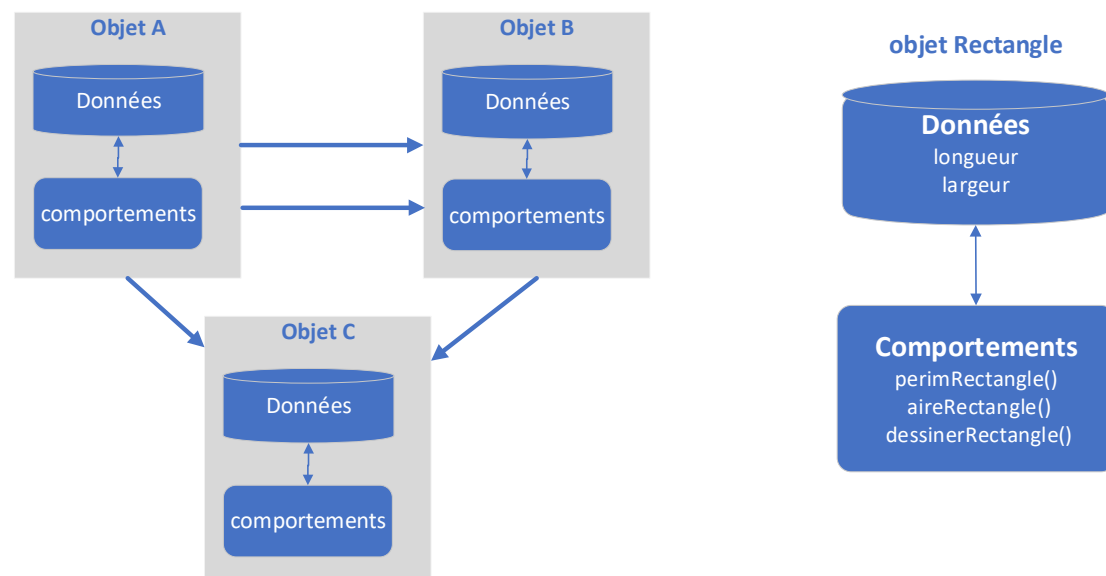 Objet A
Données
comportements
Objet B
Données
comportements
Objet C
Données
comportements
objet Rectangle
Données
longueur
largeur
Comportements
perimRectangle()
aireRectangle()
dessinerRectangle()